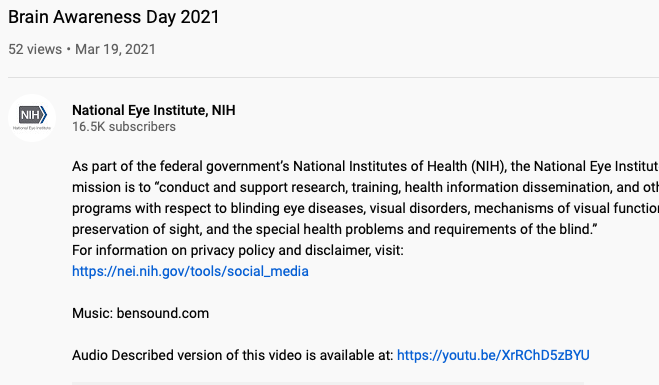 Brain Awareness Day 2021
52 views • Mar 19, 2021
NIH
National Eye Institute
National Eye Institute, NIH
16.5K subscribers
As part of the federal government’s National Institutes of Health (NIH), the National Eye Institut
mission is to “conduct and support research, training, health information dissemination, and oth
programs with respect to blinding eye diseases, visual disorders, mechanisms of visual function
preservation of sight, and the special health problems and requirements of the blind.”
For information on privacy policy and disclaimer, visit:
https://nei.nih.gov/tools/social_media
Music: bensound.com
Audio Described version of this video is available at: https://youtu.be/XrRChD5zBYU